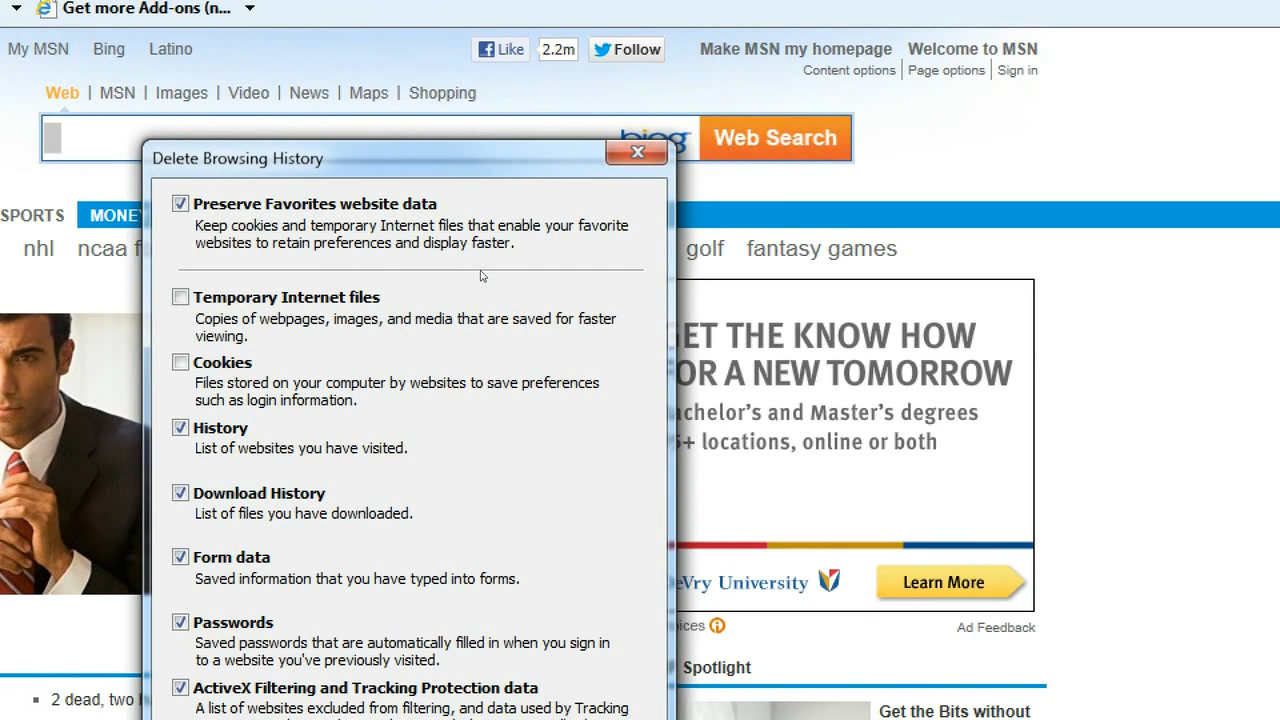 Get more Add-ons (n...
My MSN Bing Latino
Like 2.2m Follow
Make MSN my homepage Welcome to MSN
Content options Page options Sign in
Web | MSN | Images | Video | News | Maps | Shopping
bing Web Search
Delete Browsing History
SPORTS MONEY
nhl ncaa f golf fantasy games
Preserve Favorites website data
Keep cookies and temporary Internet files that enable your favorite
websites to retain preferences and display faster.
Temporary Internet files
Copies of webpages, images, and media that are saved for faster
viewing.
Cookies
Files stored on your computer by websites to save preferences
such as login information.
History
List of websites you have visited.
Download History
List of files you have downloaded.
Form data
Saved information that you have typed into forms.
Passwords
Saved passwords that are automatically filled in when you sign in
to a website you've previously visited.
ActiveX Filtering and Tracking Protection data
A list of websites excluded from filtering, and data used by Tracking
ET THE KNOW HOW
OR A NEW TOMORROW
achelor's and Master's degrees
5+ locations, online or both
eVry University Learn More
oices Ad Feedback
Spotlight
2 dead, two
Get the Bits without